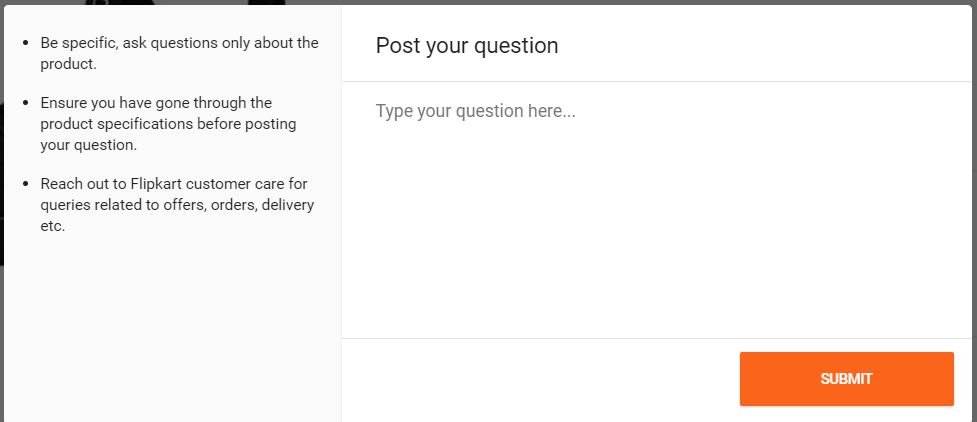 Be specific, ask questions only about the
product.
Ensure you have gone through the
product specifications before posting
your question.
Reach out to Flipkart customer care for
queries related to offers, orders, delivery
etc.
Post your question
Type your question here...
SUBMIT